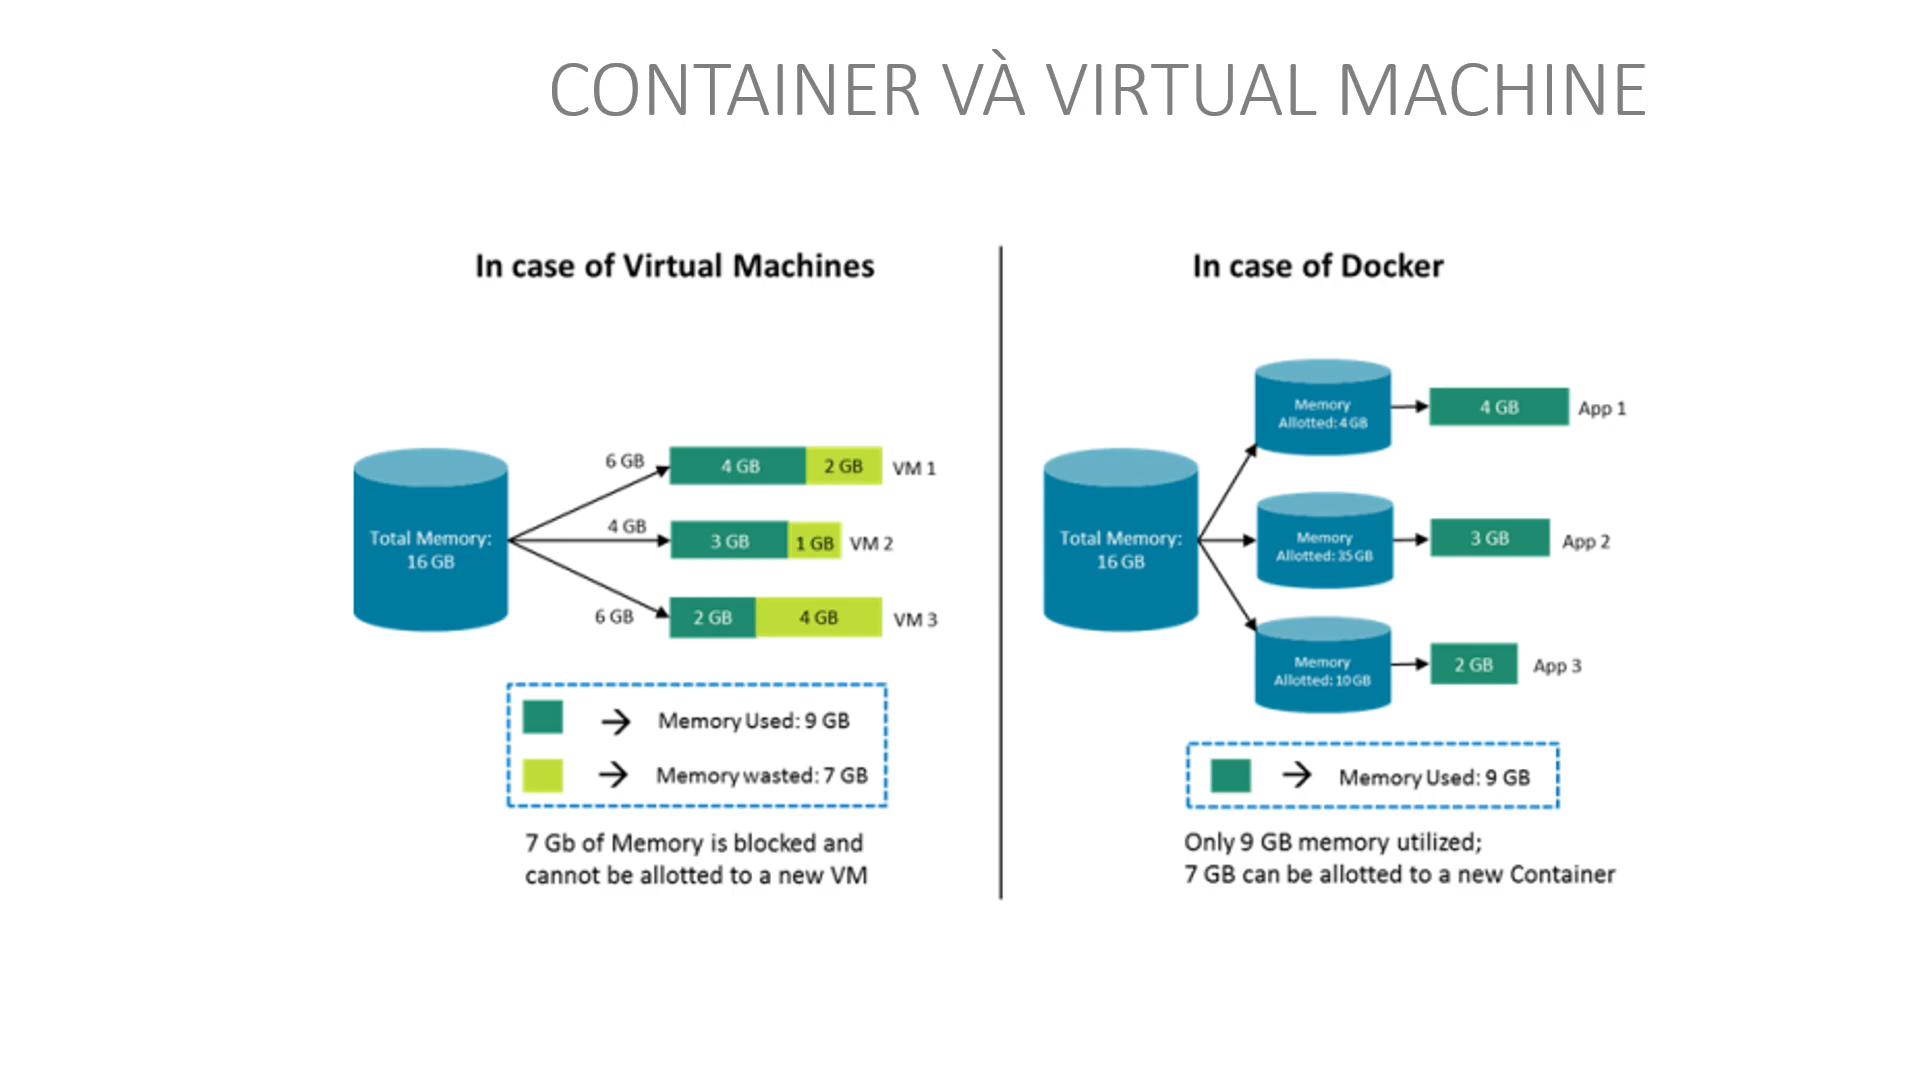 CONTAINER VÀ VIRTUAL MACHINE
In case of Virtual Machines
Total Memory:
16 GB
6 GB
4 GB
2 GB
VM 1
4 GB
3 GB
1 GB
VM 2
6 GB
2 GB
4 GB
VM 3
Memory Used: 9 GB
Memory wasted: 7 GB
7 Gb of Memory is blocked and
cannot be allotted to a new VM
In case of Docker
Total Memory:
16 GB
Memory
Allotted: 4 GB
4 GB
App 1
Memory
Allotted: 35 GB
3 GB
App 2
Memory
Allotted: 10 GB
2 GB
App 3
Memory Used: 9 GB
Only 9 GB memory utilized;
7 GB can be allotted to a new Container